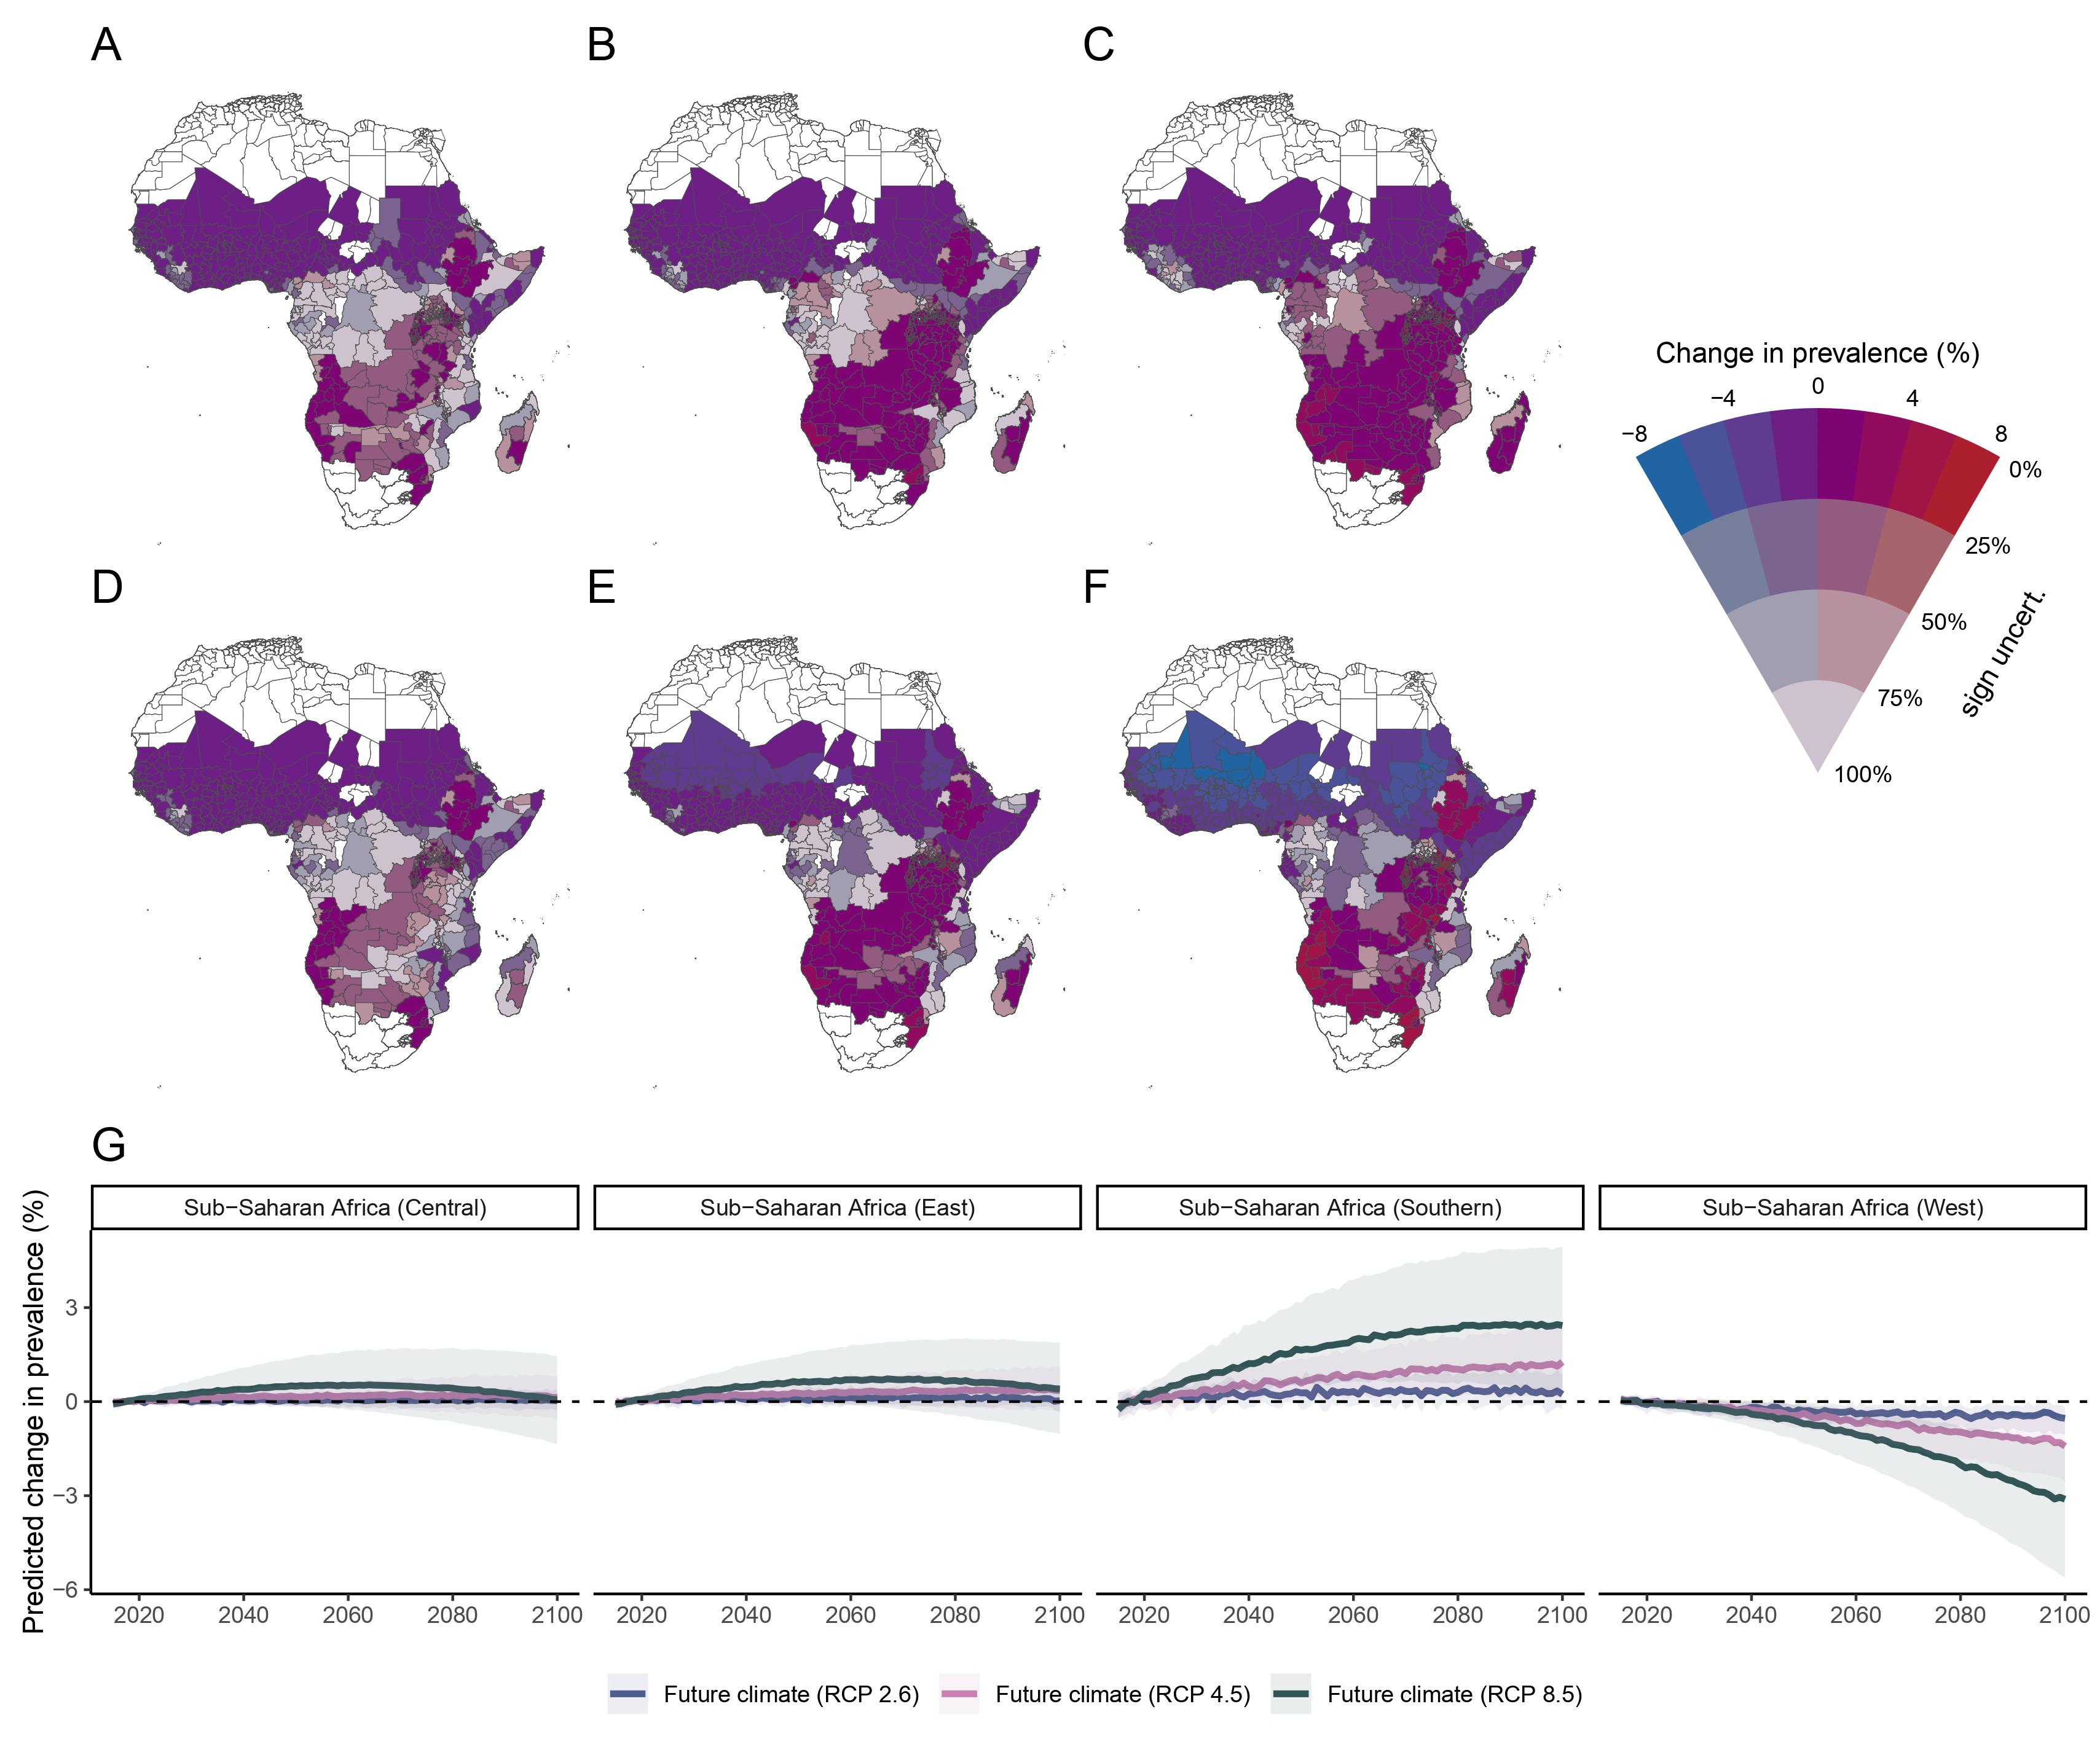 A
B
C
Change in prevalence (%)
−8
−4
0
4
8
0%
25%
50%
75%
100%
sign uncert.
D
E
F
G
Sub−Saharan Africa (Central)
Sub−Saharan Africa (East)
Sub−Saharan Africa (Southern)
Sub−Saharan Africa (West)
Predicted change in prevalence (%)
3
0
−3
−6
2020 2040 2060 2080 2100
2020 2040 2060 2080 2100
2020 2040 2060 2080 2100
2020 2040 2060 2080 2100
Future climate (RCP 2.6)
Future climate (RCP 4.5)
Future climate (RCP 8.5)